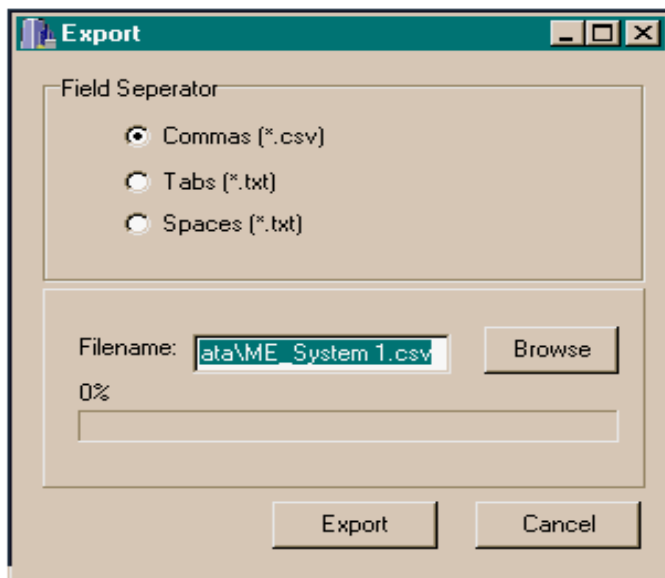 Export
Field Seperator
Commas (*.csv)
Tabs (*.txt)
Spaces (*.txt)
Filename: ata\ME_System 1.csv Browse
0%
Export Cancel